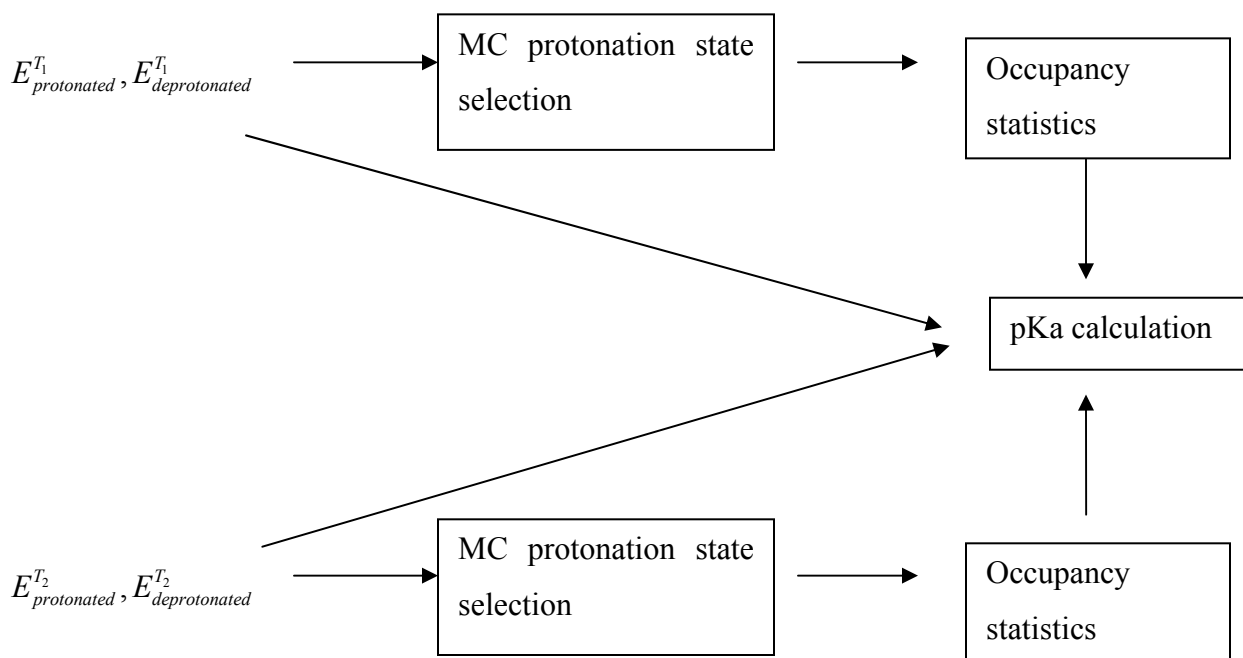 MC protonation state
selection
Occupancy
statistics
E^{T_1}_{protonated}, E^{T_1}_{deprotonated}
pKa calculation
MC protonation state
selection
Occupancy
statistics
E^{T_2}_{protonated}, E^{T_2}_{deprotonated}